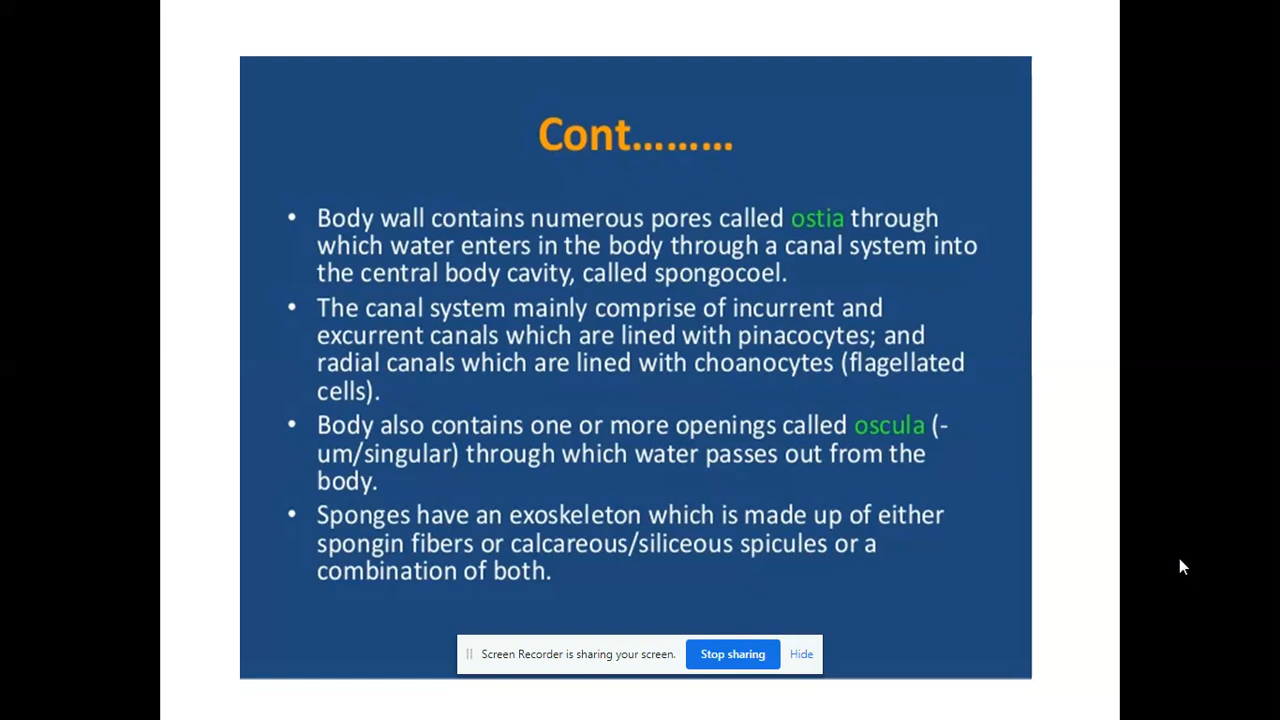 Cont.........
• Body wall contains numerous pores called ostia through
which water enters in the body through a canal system into
the central body cavity, called spongocoel.
• The canal system mainly comprise of incurrent and
excurrent canals which are lined with pinacocytes; and
radial canals which are lined with choanocytes (flagellated
cells).
• Body also contains one or more openings called oscula (-
um/singular) through which water passes out from the
body.
• Sponges have an exoskeleton which is made up of either
spongin fibers or calcareous/siliceous spicules or a
combination of both.
Screen Recorder is sharing your screen. Stop sharing Hide